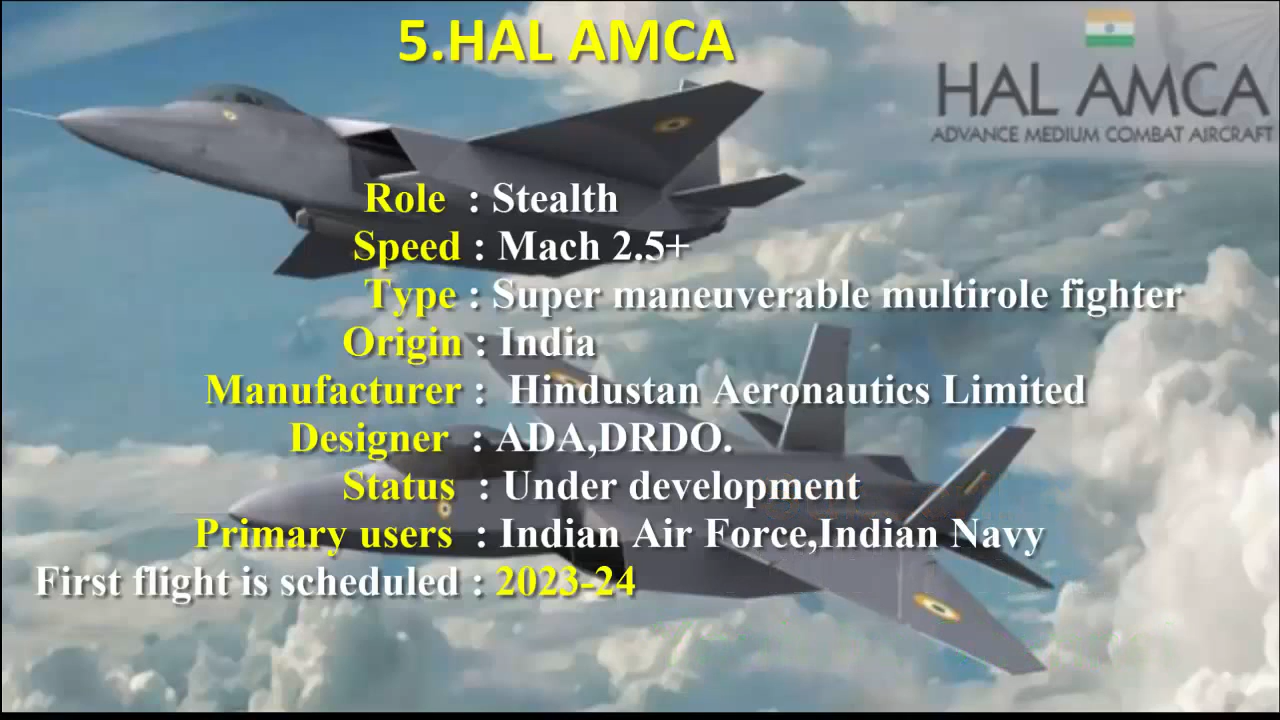 5.HAL AMCA
HAL AMCA
ADVANCE MEDIUM COMBAT AIRCRAFT
Role : Stealth
Speed : Mach 2.5+
Type : Super maneuverable multirole fighter
Origin : India
Manufacturer : Hindustan Aeronautics Limited
Designer : ADA,DRDO.
Status : Under development
Primary users : Indian Air Force,Indian Navy
First flight is scheduled : 2023-24